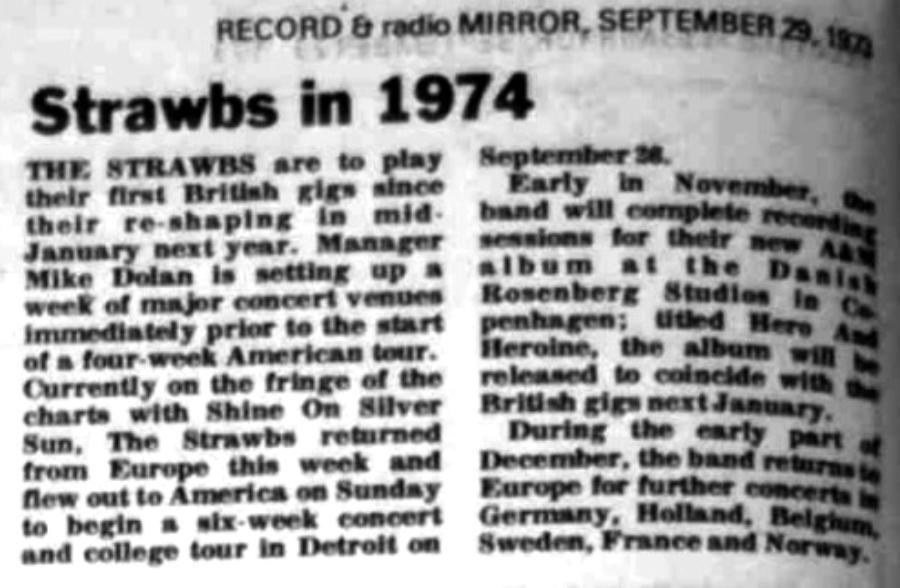 RECORD & radio MIRROR, SEPTEMBER 29, 1973
Strawbs in 1974
THE STRAWBS are to play
their first British gigs since
their re-shaping in mid-
January next year. Manager
Mike Dolan is setting up a
week of major concert venues
immediately prior to the start
of a four-week American tour.
Currently on the fringe of the
charts with Shine On Silver
Sun, The Strawbs returned
from Europe this week and
flew out to America on Sunday
to begin a six-week concert
and college tour in Detroit on
September
Early in November, the
band will complete recording
sessions for their new A&M
album at the Danish
Rosenberg Studios in Co-
penhagen; titled Hero And
Heroine, the album will be
released to coincide with the
British gigs next January.
During the early part of
December, the band returns to
Europe for further concerts in
Germany, Holland, Belgium,
Sweden, France and Norway.